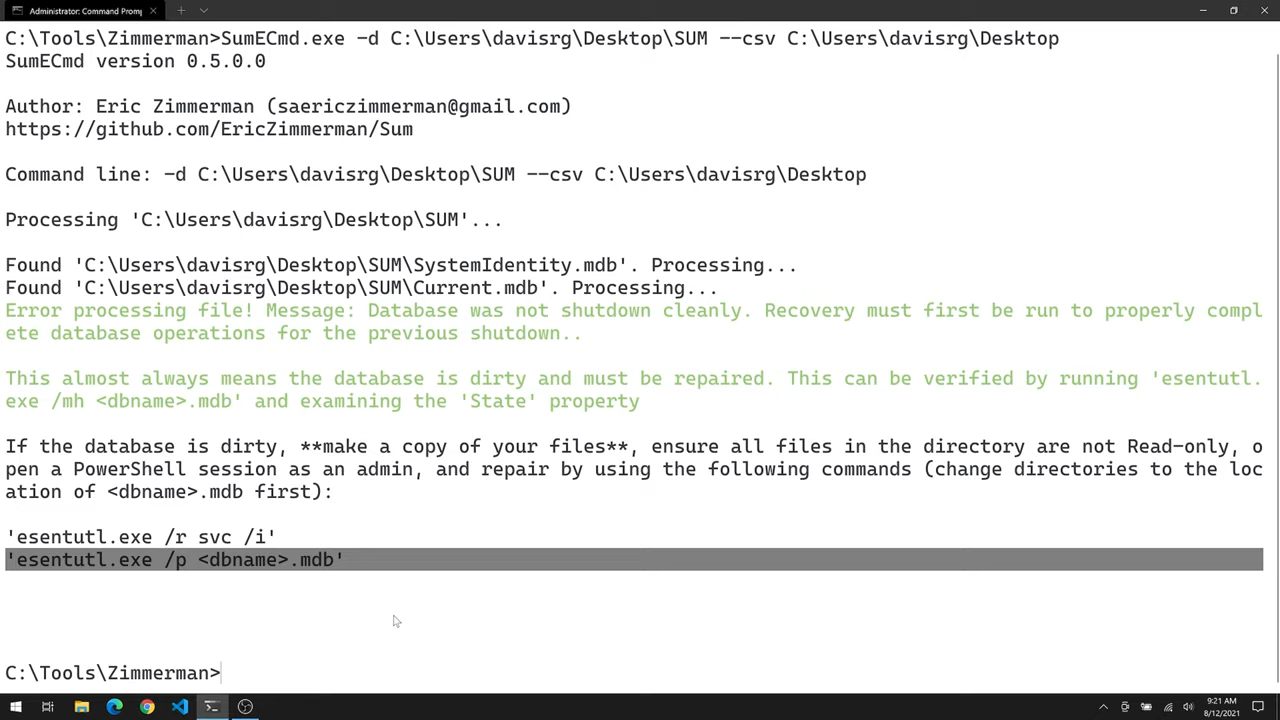 Administrator: Command Promp
C:\Tools\Zimmerman>SumECmd.exe -d C:\Users\davisrg\Desktop\SUM --csv C:\Users\davisrg\Desktop
SumECmd version 0.5.0.0
Author: Eric Zimmerman (saericzimmerman@gmail.com)
https://github.com/EricZimmerman/Sum
Command line: -d C:\Users\davisrg\Desktop\SUM --csv C:\Users\davisrg\Desktop
Processing 'C:\Users\davisrg\Desktop\SUM'...
Found 'C:\Users\davisrg\Desktop\SUM\SystemIdentity.mdb'. Processing...
Found 'C:\Users\davisrg\Desktop\SUM\Current.mdb'. Processing...
Error processing file! Message: Database was not shutdown cleanly. Recovery must first be run to properly compl
ete database operations for the previous shutdown..
This almost always means the database is dirty and must be repaired. This can be verified by running 'esentutl.
exe /mh <dbname>.mdb' and examining the 'State' property
If the database is dirty, **make a copy of your files**, ensure all files in the directory are not Read-only, o
pen a PowerShell session as an admin, and repair by using the following commands (change directories to the loc
ation of <dbname>.mdb first):
'esentutl.exe /r svc /i'
'esentutl.exe /p <dbname>.mdb'
C:\Tools\Zimmerman>
9:21 AM
8/12/2021